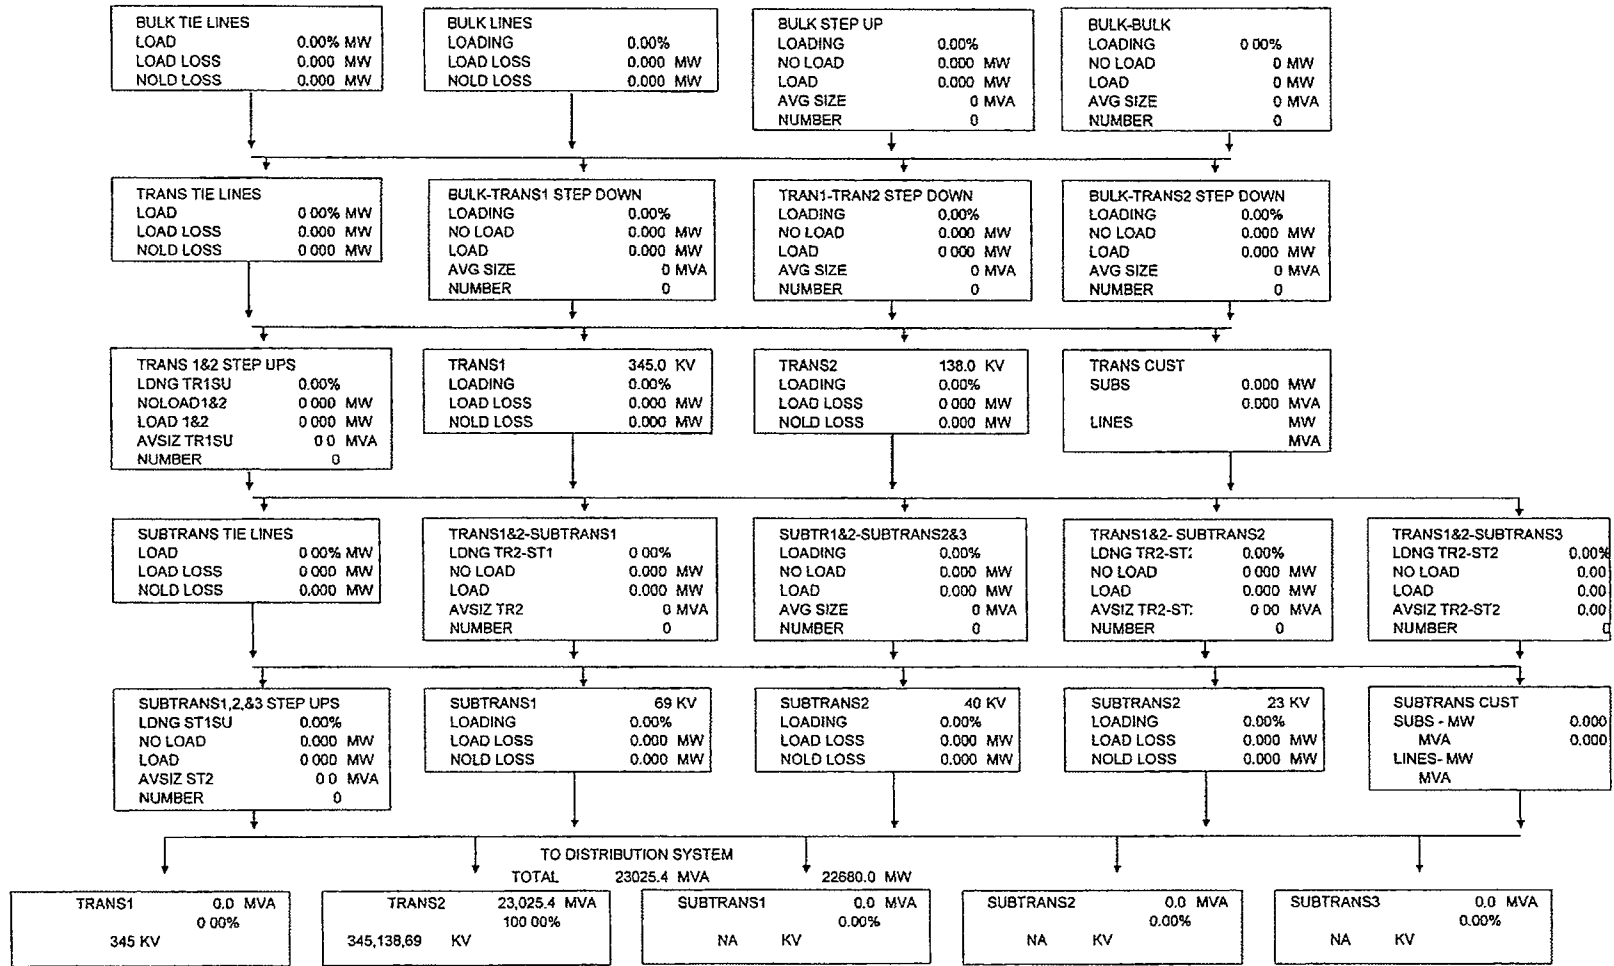 BULK TIE LINES
LOAD 0.00% MW
LOAD LOSS 0.000 MW
NOLD LOSS 0.000 MW
BULK LINES
LOADING 0.00%
LOAD LOSS 0.000 MW
NOLD LOSS 0.000 MW
BULK STEP UP
LOADING 0.00%
NO LOAD 0.000 MW
LOAD 0.000 MW
AVG SIZE 0 MVA
NUMBER 0
BULK-BULK
LOADING 0 00%
NO LOAD 0 MW
LOAD 0 MW
AVG SIZE 0 MVA
NUMBER 0
TRANS TIE LINES
LOAD 0 00% MW
LOAD LOSS 0 000 MW
NOLD LOSS 0 000 MW
BULK-TRANS1 STEP DOWN
LOADING 0.00%
NO LOAD 0.000 MW
LOAD 0.000 MW
AVG SIZE 0 MVA
NUMBER 0
TRAN1-TRAN2 STEP DOWN
LOADING 0.00%
NO LOAD 0.000 MW
LOAD 0 000 MW
AVG SIZE 0 MVA
NUMBER 0
BULK-TRANS2 STEP DOWN
LOADING 0.00%
NO LOAD 0.000 MW
LOAD 0.000 MW
AVG SIZE 0 MVA
NUMBER 0
TRANS 1&2 STEP UPS
LDNG TR1SU 0.00%
NOLOAD1&2 0 000 MW
LOAD 1&2 0 000 MW
AVSIZ TR1SU 0 0 MVA
NUMBER 0
TRANS1 345.0 KV
LOADING 0.00%
LOAD LOSS 0.000 MW
NOLD LOSS 0.000 MW
TRANS2 138.0 KV
LOADING 0.00%
LOAD LOSS 0 000 MW
NOLD LOSS 0.000 MW
TRANS CUST
SUBS 0.000 MW
0.000 MVA
LINES MW
MVA
SUBTRANS TIE LINES
LOAD 0 00% MW
LOAD LOSS 0 000 MW
NOLD LOSS 0.000 MW
TRANS1&2-SUBTRANS1
LDNG TR2-ST1 0 00%
NO LOAD 0.000 MW
LOAD 0.000 MW
AVSIZ TR2 0 MVA
NUMBER 0
SUBTR1&2-SUBTRANS2&3
LOADING 0.00%
NO LOAD 0.000 MW
LOAD 0.000 MW
AVG SIZE 0 MVA
NUMBER 0
TRANS1&2- SUBTRANS2
LDNG TR2-ST2 0.00%
NO LOAD 0 000 MW
LOAD 0.000 MW
AVSIZ TR2-ST 0 00 MVA
NUMBER 0
TRANS1&2-SUBTRANS3
LDNG TR2-ST2 0.00%
NO LOAD 0.00
LOAD 0.00
AVSIZ TR2-ST2 0.00
NUMBER 0
SUBTRANS1,2,&3 STEP UPS
LDNG ST1SU 0.00%
NO LOAD 0.000 MW
LOAD 0 000 MW
AVSIZ ST2 0 0 MVA
NUMBER 0
SUBTRANS1 69 KV
LOADING 0.00%
LOAD LOSS 0.000 MW
NOLD LOSS 0.000 MW
SUBTRANS2 40 KV
LOADING 0.00%
LOAD LOSS 0.000 MW
NOLD LOSS 0.000 MW
SUBTRANS2 23 KV
LOADING 0.00%
LOAD LOSS 0.000 MW
NOLD LOSS 0.000 MW
SUBTRANS CUST
SUBS - MW 0.000
MVA 0.000
LINES- MW
MVA
TO DISTRIBUTION SYSTEM
TOTAL 23025.4 MVA 22680.0 MW
TRANS1 0.0 MVA
0 00%
345 KV
TRANS2 23,025.4 MVA
100 00%
345,138,69 KV
SUBTRANS1 0.0 MVA
0.00%
NA KV
SUBTRANS2 0.0 MVA
0.00%
NA KV
SUBTRANS3 0.0 MVA
0.00%
NA KV